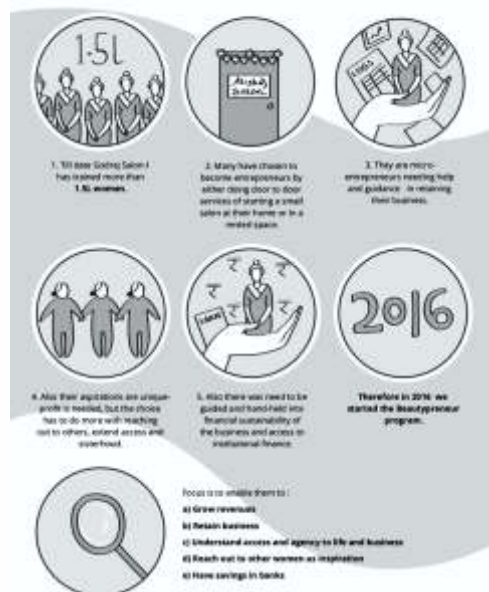 1.5L
1. Till date Godrej Salon-I
has trained more than
1.5L women.
SALON
2. Many have chosen to
become entrepreneurs by
either doing door to door
services of starting a small
salon at their home or in a
rented space.
3. They are micro-
entrepreneurs needing help
and guidance in retaining
their business.
4. Also their aspirations are unique-
profit is needed, but the choice
has to do more with reaching
out to others, extend access and
sisterhood.
₹ ₹
₹ ₹
5. Also there was need to be
guided and hand-held into
financial sustainability of
the business and access to
institutional finance.
2016
Therefore in 2016 we
started the Beautypreneur
program.
Focus is to enable them to :
a) Grow revenues
b) Retain business
c) Understand access and agency to life and business
d) Reach out to other women as inspiration
e) Have savings in banks